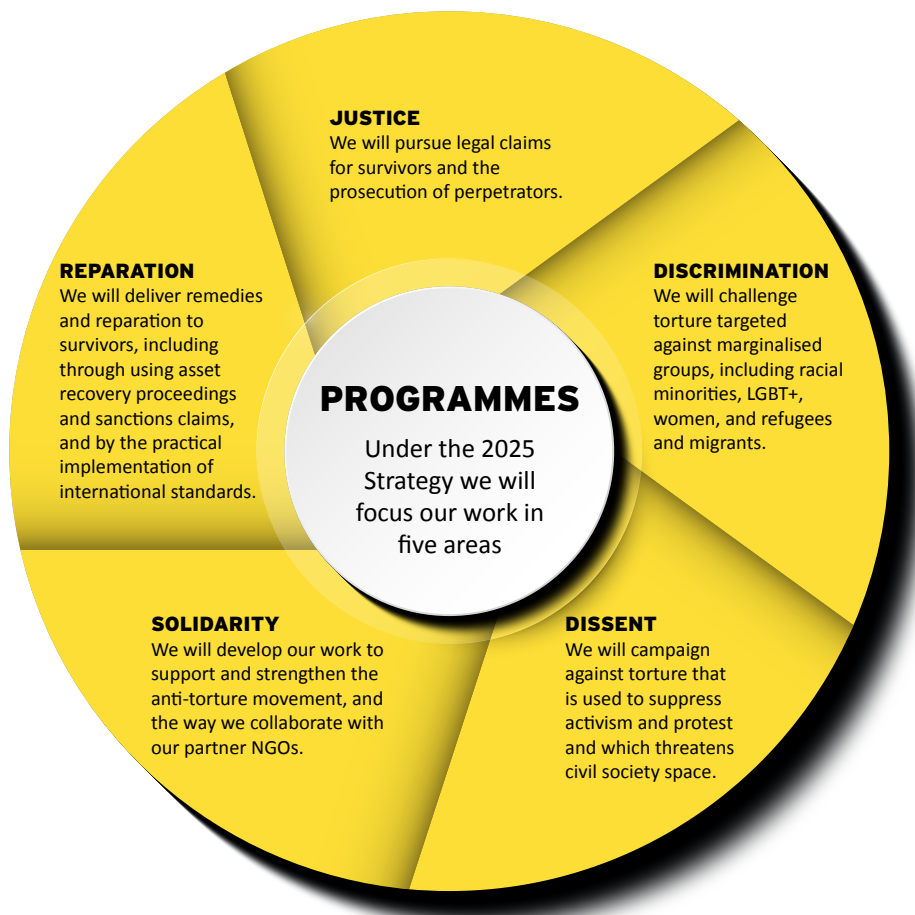 JUSTICE
We will pursue legal claims
for survivors and the
prosecution of perpetrators.
REPARATION
We will deliver remedies
and reparation to
survivors, including
through using asset
recovery proceedings
and sanctions claims,
and by the practical
implementation of
international standards.
DISCRIMINATION
We will challenge
torture targeted
against marginalised
groups, including racial
minorities, LGBT+,
women, and refugees
and migrants.
PROGRAMMES
Under the 2025
Strategy we will
focus our work in
five areas
SOLIDARITY
We will develop our work to
support and strengthen the
anti-torture movement, and
the way we collaborate with
our partner NGOs.
DISSENT
We will campaign
against torture that
is used to suppress
activism and protest
and which threatens
civil society space.